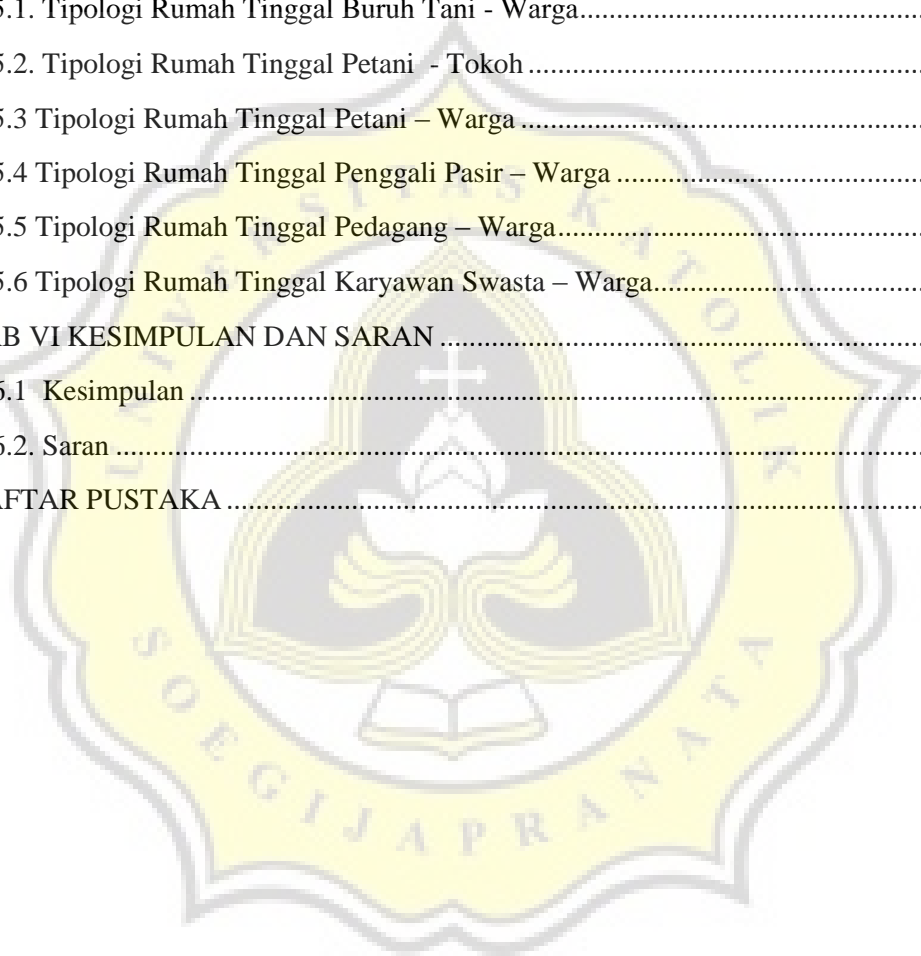 5.1. Tipologi Rumah Tinggal Buruh Tani - Warga....................
5.2. Tipologi Rumah Tinggal Petani - Tokoh....................
5.3 Tipologi Rumah Tinggal Petani – Warga....................
5.4 Tipologi Rumah Tinggal Penggali Pasir – Warga....................
5.5 Tipologi Rumah Tinggal Pedagang – Warga....................
5.6 Tipologi Rumah Tinggal Karyawan Swasta – Warga....................
AB VI KESIMPULAN DAN SARAN....................
6.1 Kesimpulan....................
6.2. Saran....................
AFTAR PUSTAKA....................
UNIVERSITAS KATOLIK
SOEGIJAPRANATA